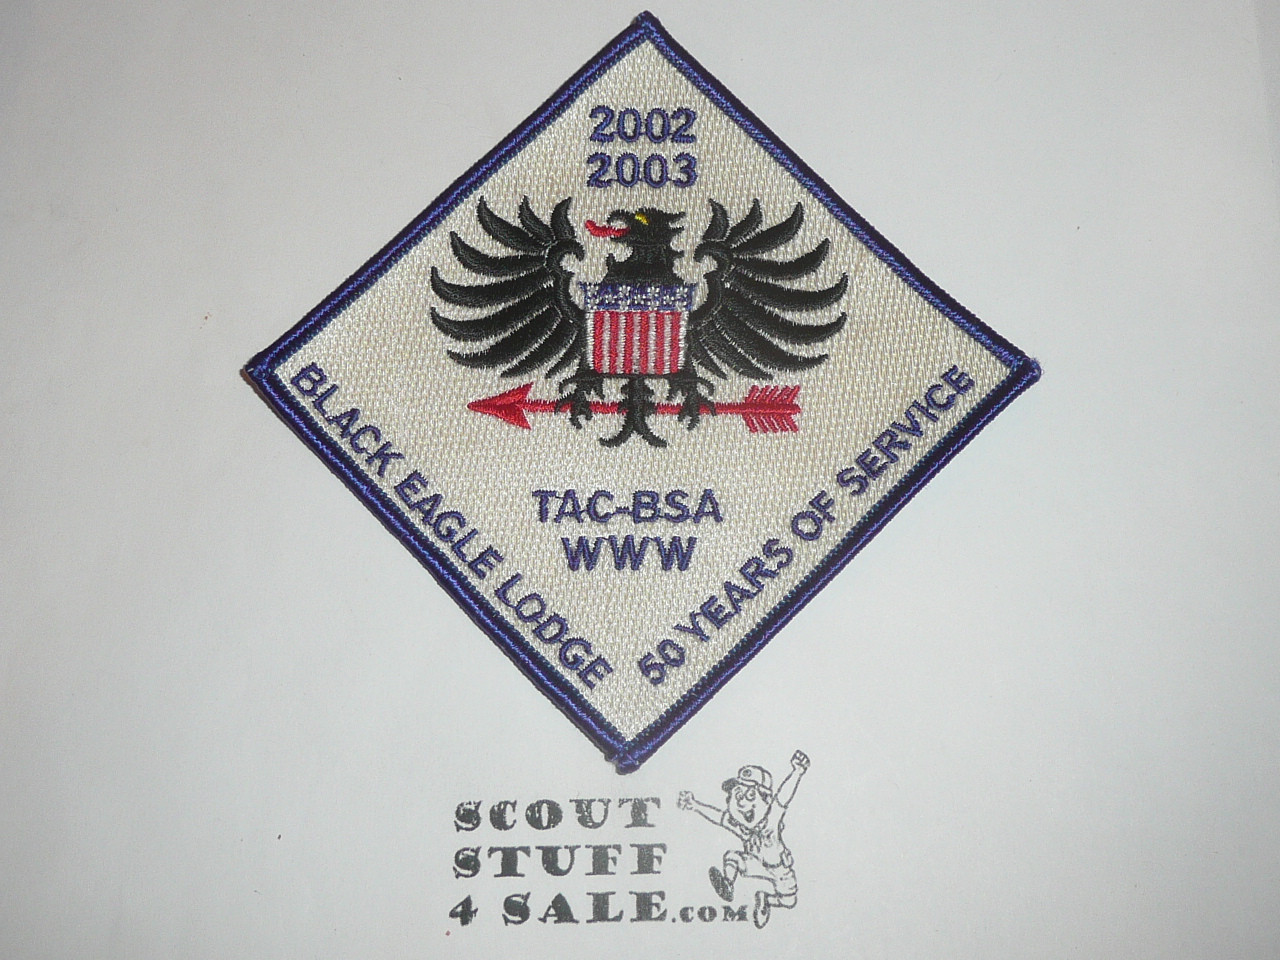 2002
2003
BLACK EAGLE LODGE
TAC-BSA
WWW
50 YEARS OF SERVICE
SCOUT
STUFF
4 SALE.COM